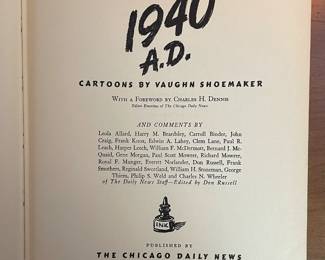 1940
A.D.
CARTOONS BY VAUGHN SHOEMAKER
WITH A FOREWORD BY CHARLES H. DENNIS
Editor Emeritus of The Chicago Daily News
AND COMMENTS BY
Leola Allard, Harry M. Beardsley, Carroll Binder, John
Craig, Frank Knox, Edwin A. Lahey, Clem Lane, Paul R.
Leach, Harper Leech, William F. McDermott, Bernard J. Mc-
Quaid, Gene Morgan, Paul Scott Mowrer, Richard Mowrer,
Royal F. Munger, Everett Norlander, Don Russell, Frank
Smothers, Reginald Sweetland, William H. Stoneman, George
Thiem, Philip S. Weld and Charles N. Wheeler
of The Daily News Staff—Edited by Don Russell
INK
PUBLISHED BY
THE CHICAGO DAILY NEWS